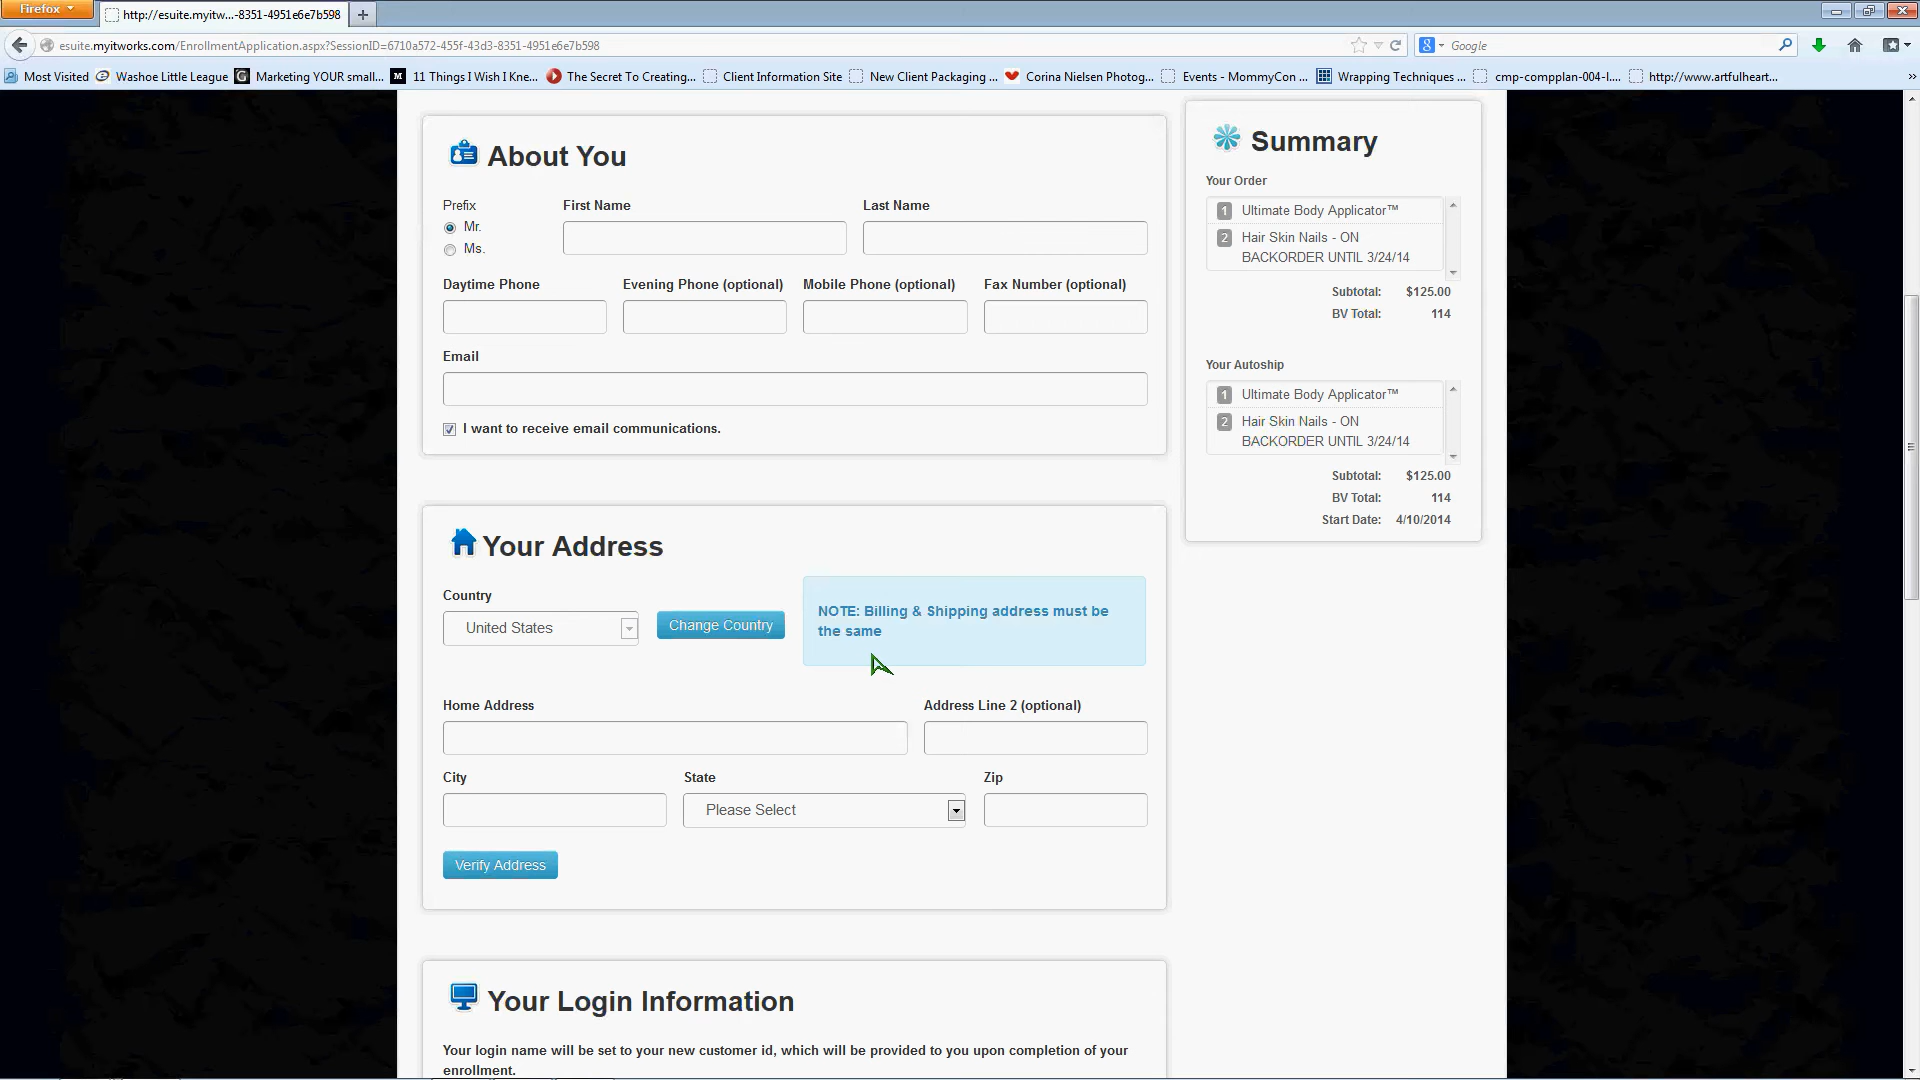 Firefox
http://esuite.myitw...-8351-4951e6e7b598
esuite.myitworks.com/EnrollmentApplication.aspx?SessionID=6710a572-455f-43d3-8351-4951e6e7b598
Google
Most Visited
Washoe Little League
Marketing YOUR small...
11 Things I Wish I Kne...
The Secret To Creating...
Client Information Site
New Client Packaging ...
Corina Nielsen Photog...
Events - MommyCon ...
Wrapping Techniques ...
cmp-compplan-004-I....
http://www.artfulheart...
About You
Prefix
Mr.
Ms.
First Name
Last Name
Daytime Phone
Evening Phone (optional)
Mobile Phone (optional)
Fax Number (optional)
Email
I want to receive email communications.
Your Address
Country
United States
Change Country
NOTE: Billing & Shipping address must be
the same
Home Address
Address Line 2 (optional)
City
State
Zip
Please Select
Verify Address
Your Login Information
Your login name will be set to your new customer id, which will be provided to you upon completion of your
enrollment.
Summary
Your Order
1 Ultimate Body Applicator™
2 Hair Skin Nails - ON
BACKORDER UNTIL 3/24/14
Subtotal: $125.00
BV Total: 114
Your Autoship
1 Ultimate Body Applicator™
2 Hair Skin Nails - ON
BACKORDER UNTIL 3/24/14
Subtotal: $125.00
BV Total: 114
Start Date: 4/10/2014